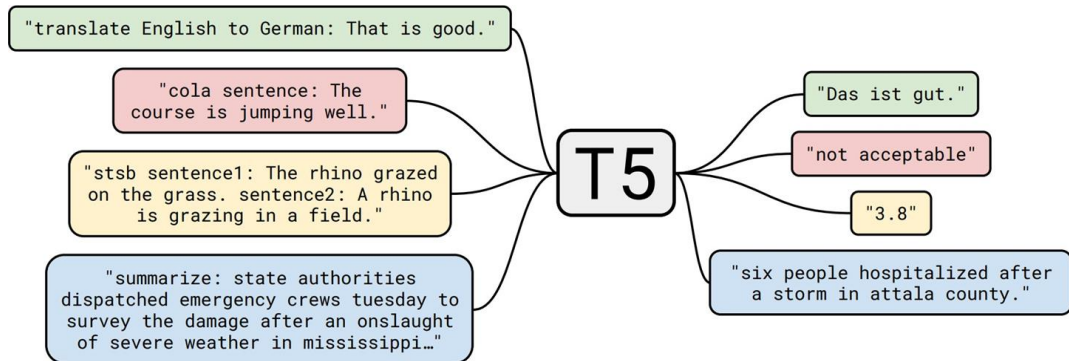 "translate English to German: That is good."
"cola sentence: The
course is jumping well."
"stsb sentence1: The rhino grazed
on the grass. sentence2: A rhino
is grazing in a field."
"summarize: state authorities
dispatched emergency crews tuesday to
survey the damage after an onslaught
of severe weather in mississippi…"
T5
"Das ist gut."
"not acceptable"
"3.8"
"six people hospitalized after
a storm in attala county."